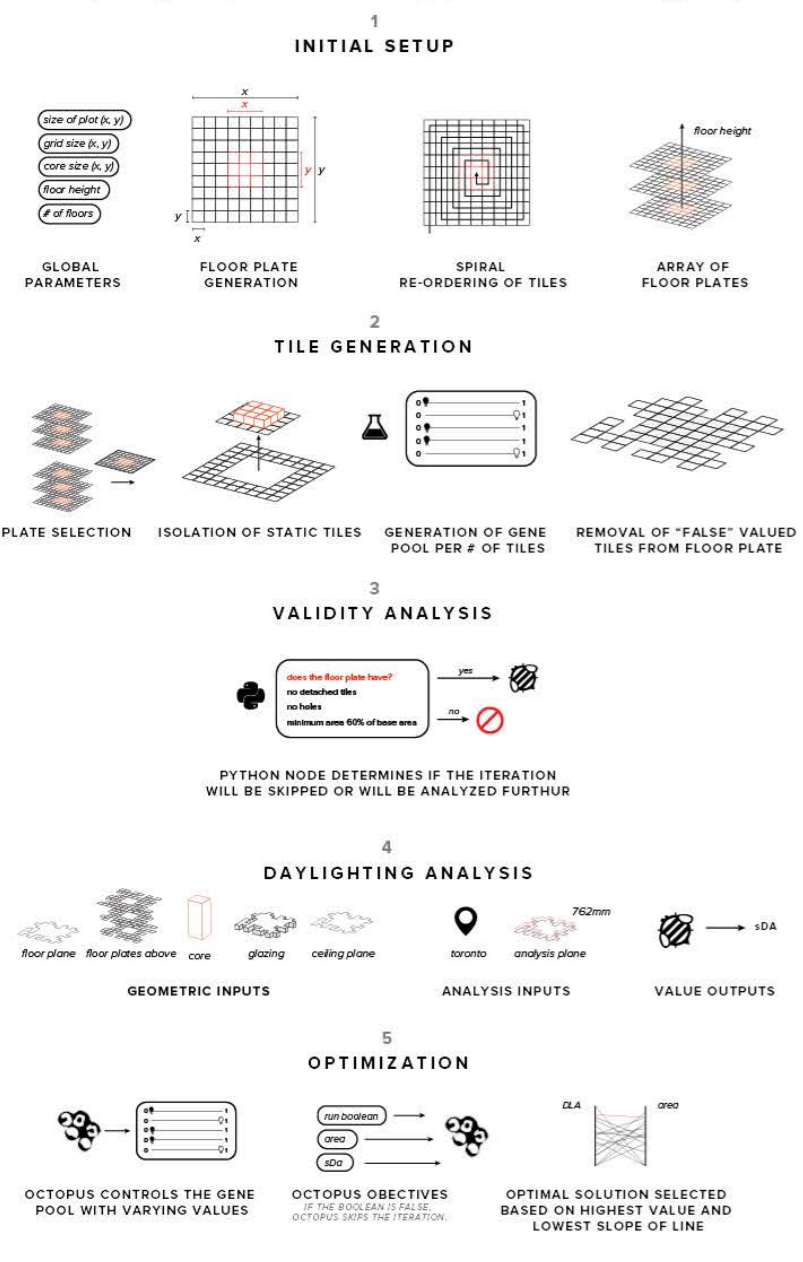 1
INITIAL SETUP
size of plot (x, y)
grid size (x, y)
core size (x, y)
floor height
# of floors
x
x
y
y
y
x
floor height
GLOBAL
PARAMETERS
FLOOR PLATE
GENERATION
SPIRAL
RE-ORDERING OF TILES
ARRAY OF
FLOOR PLATES
2
TILE GENERATION
0 1
0 1
0 1
0 1
0 1
PLATE SELECTION
ISOLATION OF STATIC TILES
GENERATION OF GENE
POOL PER # OF TILES
REMOVAL OF "FALSE" VALUED
TILES FROM FLOOR PLATE
3
VALIDITY ANALYSIS
does the floor plate have?
no detached tiles
no holes
minimum area 60% of base area
yes
no
PYTHON NODE DETERMINES IF THE ITERATION
WILL BE SKIPPED OR WILL BE ANALYZED FURTHUR
4
DAYLIGHTING ANALYSIS
floor plane
floor plates above
core
glazing
ceiling plane
toronto
762mm
analysis plane
sDA
GEOMETRIC INPUTS
ANALYSIS INPUTS
VALUE OUTPUTS
5
OPTIMIZATION
0 1
0 1
0 1
0 1
0 1
run boolean
area
sDa
DLA
area
OCTOPUS CONTROLS THE GENE
POOL WITH VARYING VALUES
OCTOPUS OBECTIVES
IF THE BOOLEAN IS FALSE,
OCTOPUS SKIPS THE ITERATION.
OPTIMAL SOLUTION SELECTED
BASED ON HIGHEST VALUE AND
LOWEST SLOPE OF LINE